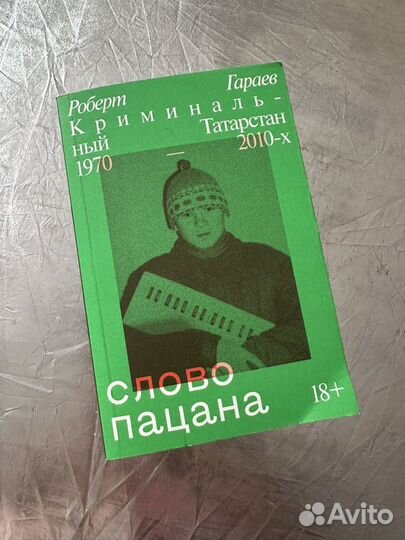 Роберт Гараев
Криминаль-
ный Татарстан
1970 — 2010-х
слово
пацана
18+
Avito